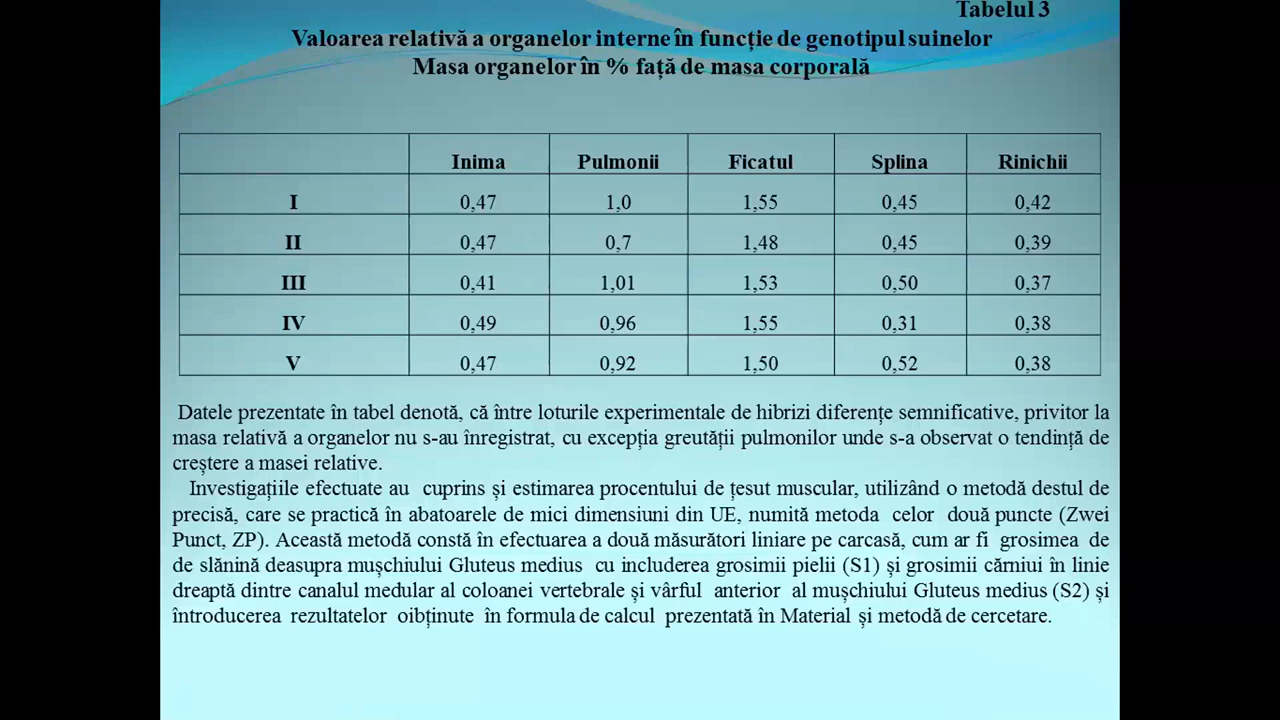 Tabelul 3
Valoarea relativă a organelor interne în funcție de genotipul suinelor
Masa organelor în % față de masa corporală
Inima Pulmonii Ficatul Splina Rinichii
I 0,47 1,0 1,55 0,45 0,42
II 0,47 0,7 1,48 0,45 0,39
III 0,41 1,01 1,53 0,50 0,37
IV 0,49 0,96 1,55 0,31 0,38
V 0,47 0,92 1,50 0,52 0,38
Datele prezentate în tabel denotă, că între loturile experimentale de hibrizi diferențe semnificative, privitor la
masa relativă a organelor nu s-au înregistrat, cu excepția greutății pulmonilor unde s-a observat o tendință de
creștere a masei relative.
Investigațiile efectuate au cuprins și estimarea procentului de țesut muscular, utilizând o metodă destul de
precisă, care se practică în abatoarele de mici dimensiuni din UE, numită metoda celor două puncte (Zwei
Punct, ZP). Această metodă constă în efectuarea a două măsurători liniare pe carcasă, cum ar fi grosimea de
de slănină deasupra mușchiului Gluteus medius cu includerea grosimii pielii (S1) și grosimii cărniui în linie
dreaptă dintre canalul medular al coloanei vertebrale și vârful anterior al mușchiului Gluteus medius (S2) și
întroducerea rezultatelor oibținute în formula de calcul prezentată în Material și metodă de cercetare.